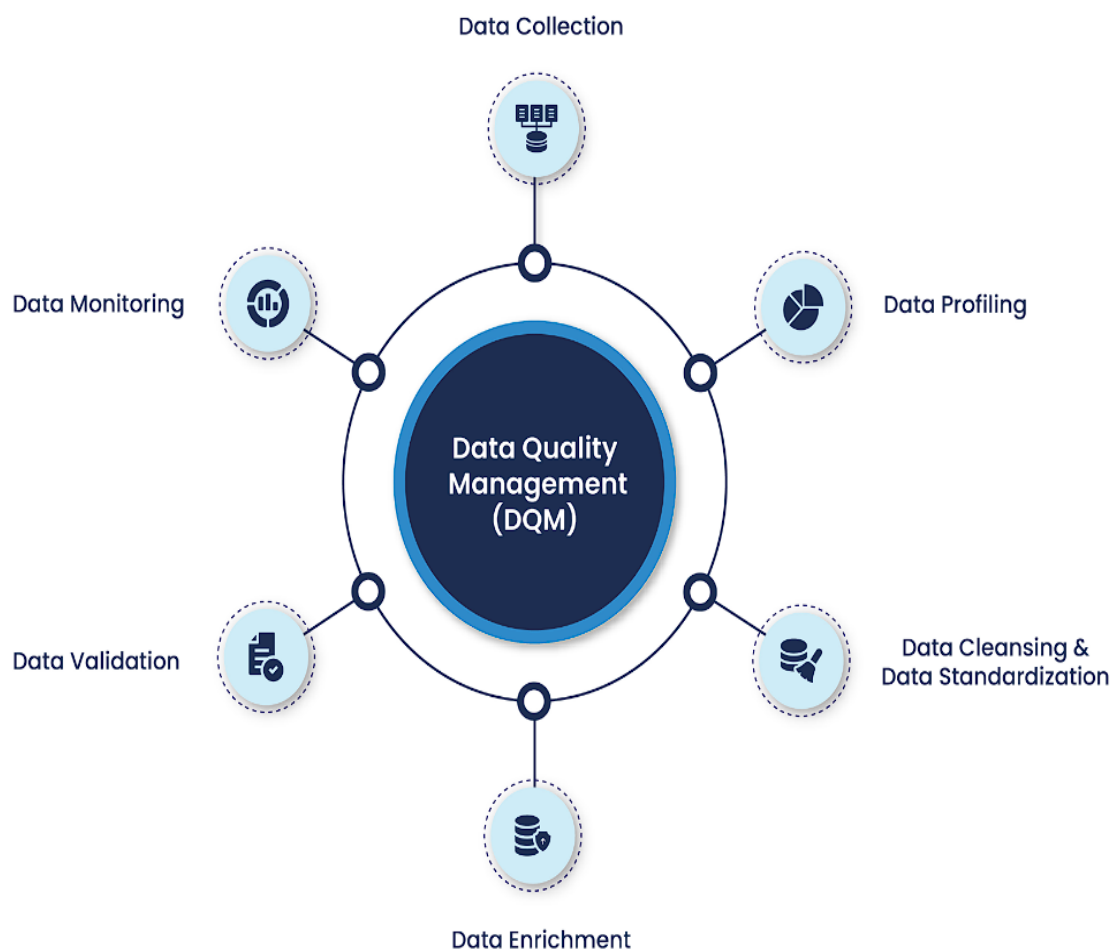 Data Collection
Data Monitoring
Data Profiling
Data Quality
Management
(DQM)
Data Validation
Data Cleansing &
Data Standardization
Data Enrichment